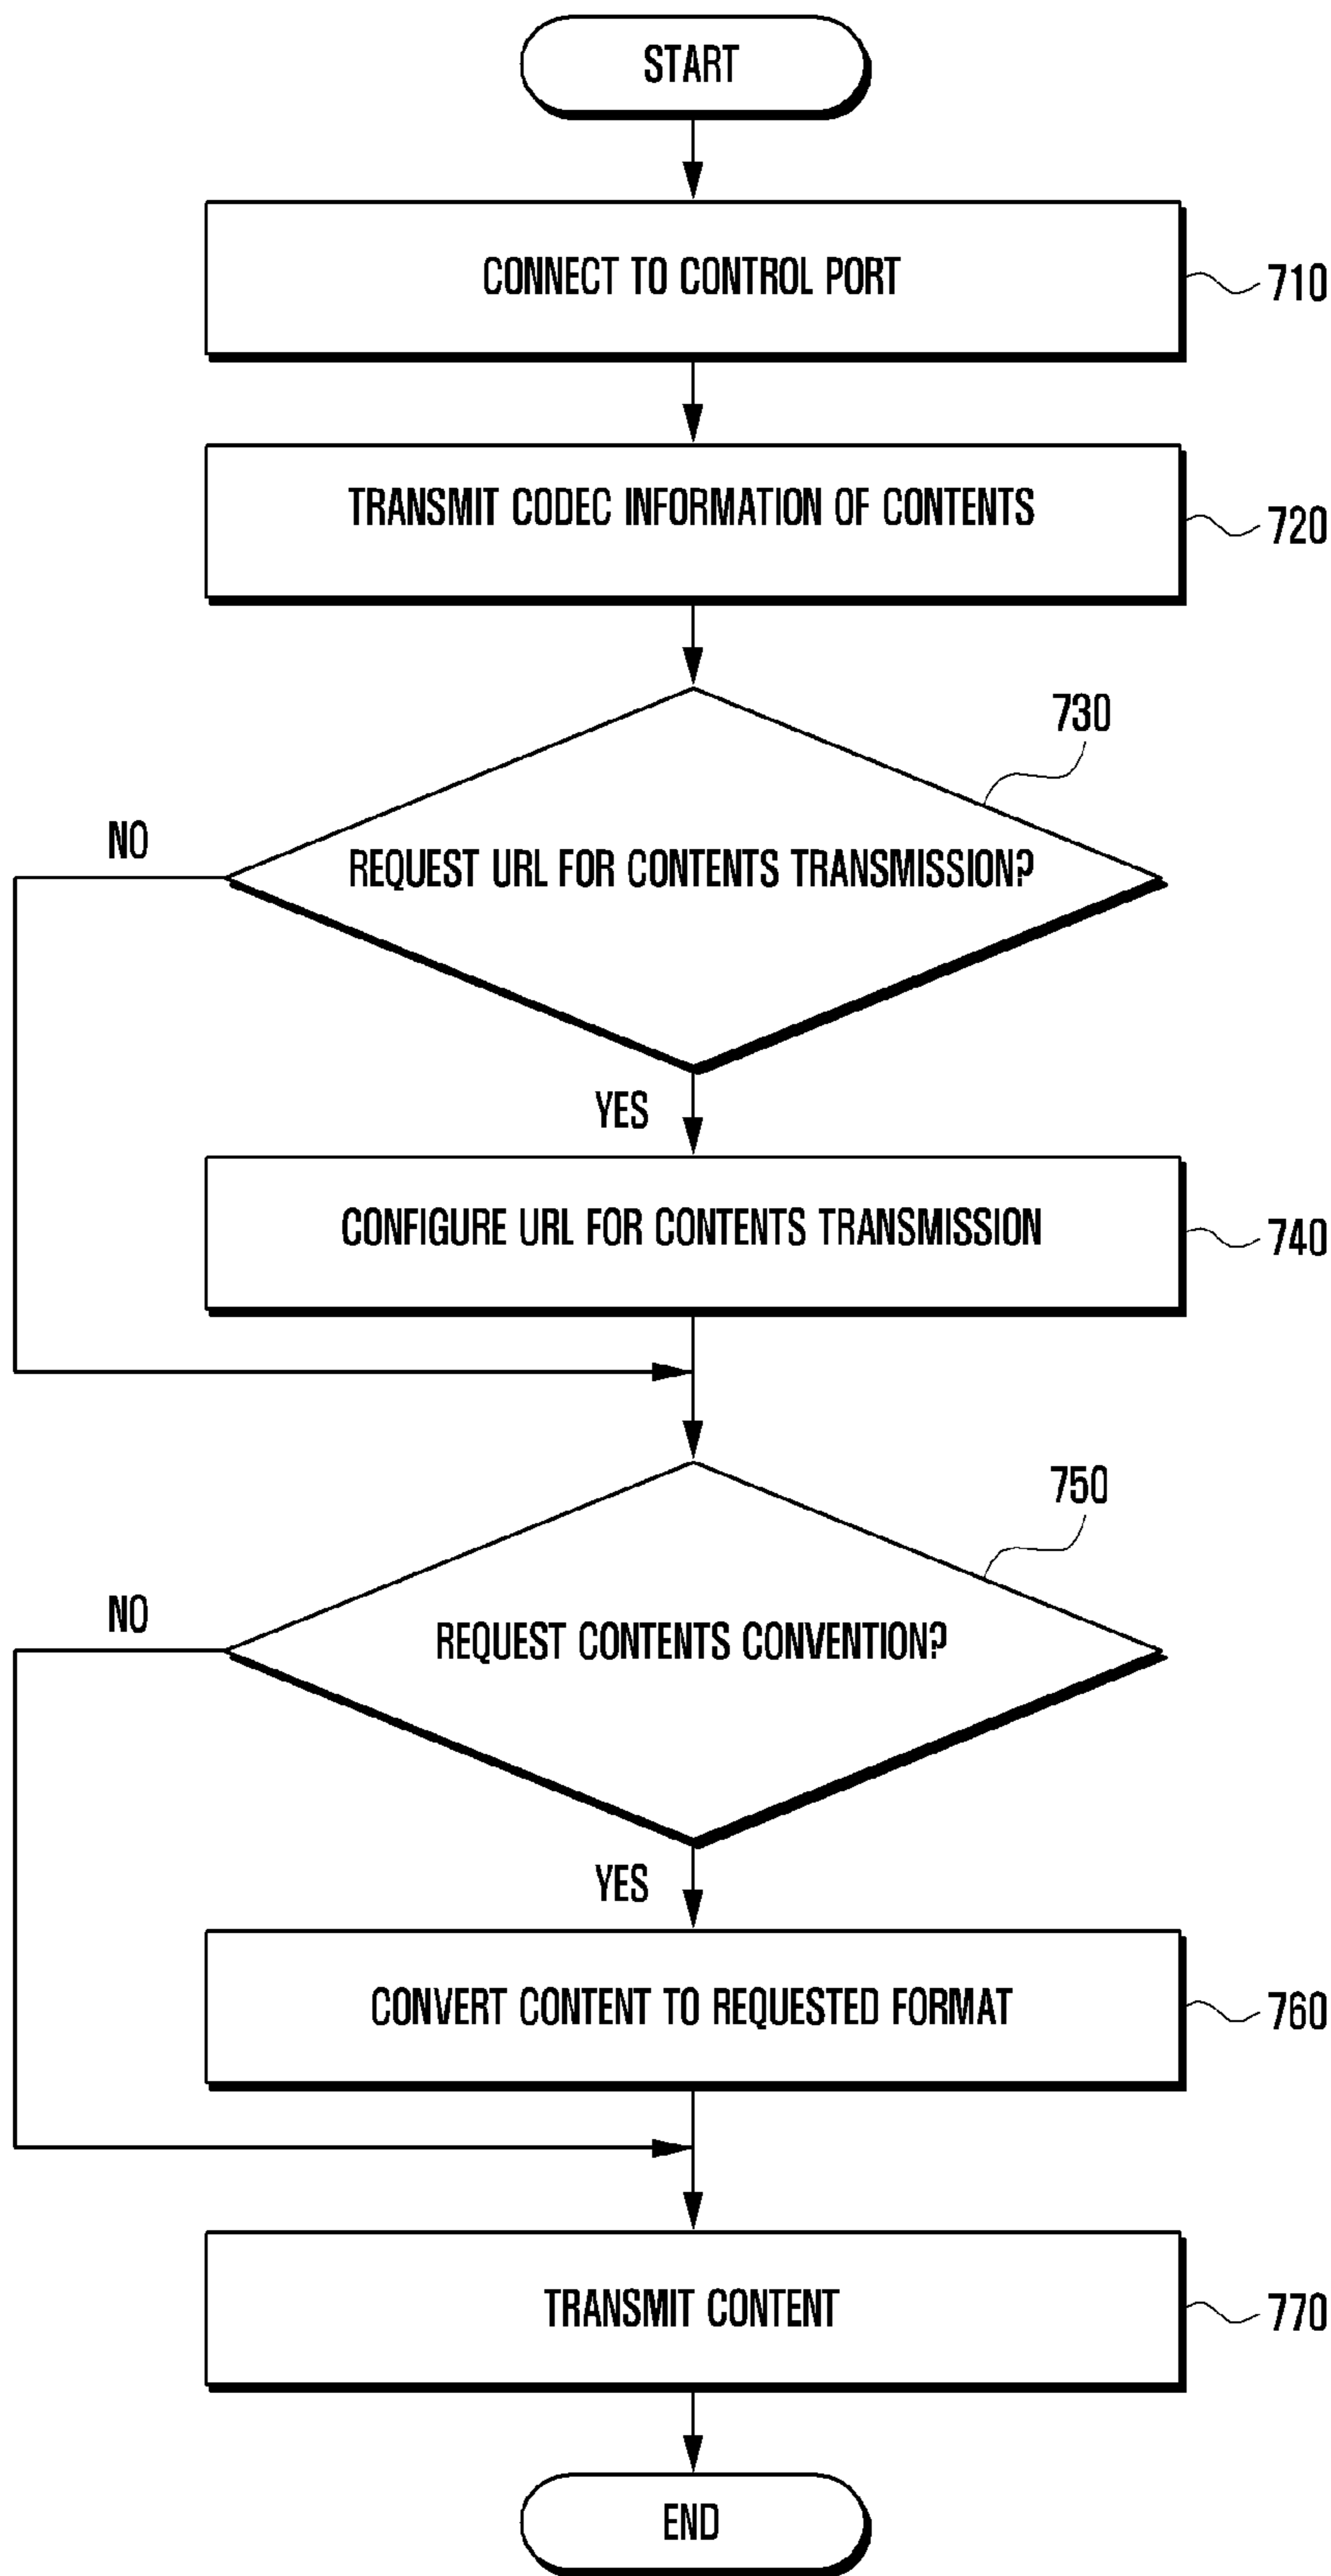 START
CONNECT TO CONTROL PORT
710
TRANSMIT CODEC INFORMATION OF CONTENTS
720
730
NO
REQUEST URL FOR CONTENTS TRANSMISSION?
YES
CONFIGURE URL FOR CONTENTS TRANSMISSION
740
750
NO
REQUEST CONTENTS CONVENTION?
YES
CONVERT CONTENT TO REQUESTED FORMAT
760
TRANSMIT CONTENT
770
END